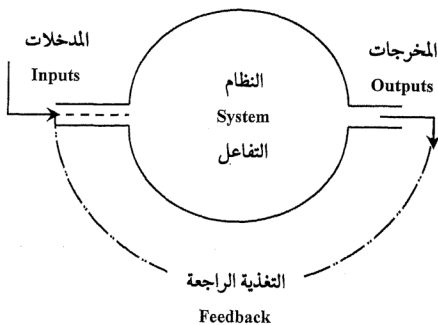 المدخلات
Inputs
النظام
System
التفاعل
المخرجات
Outputs
التغذية الراجعة
Feedback